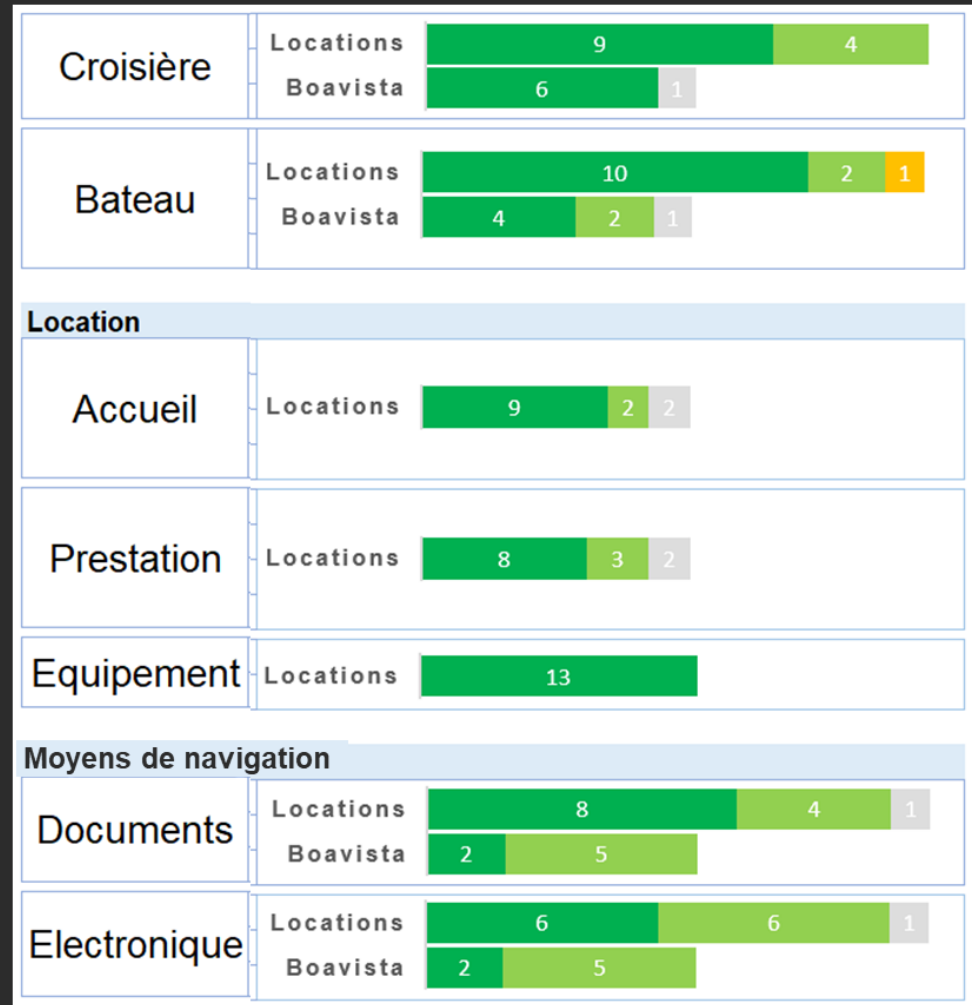 Croisière
Locations 9 4
Boavista 6 1
Bateau
Locations 10 2 1
Boavista 4 2 1
Location
Accueil
Locations 9 2 2
Prestation
Locations 8 3 2
Equipement
Locations 13
Moyens de navigation
Documents
Locations 8 4 1
Boavista 2 5
Electronique
Locations 6 6 1
Boavista 2 5